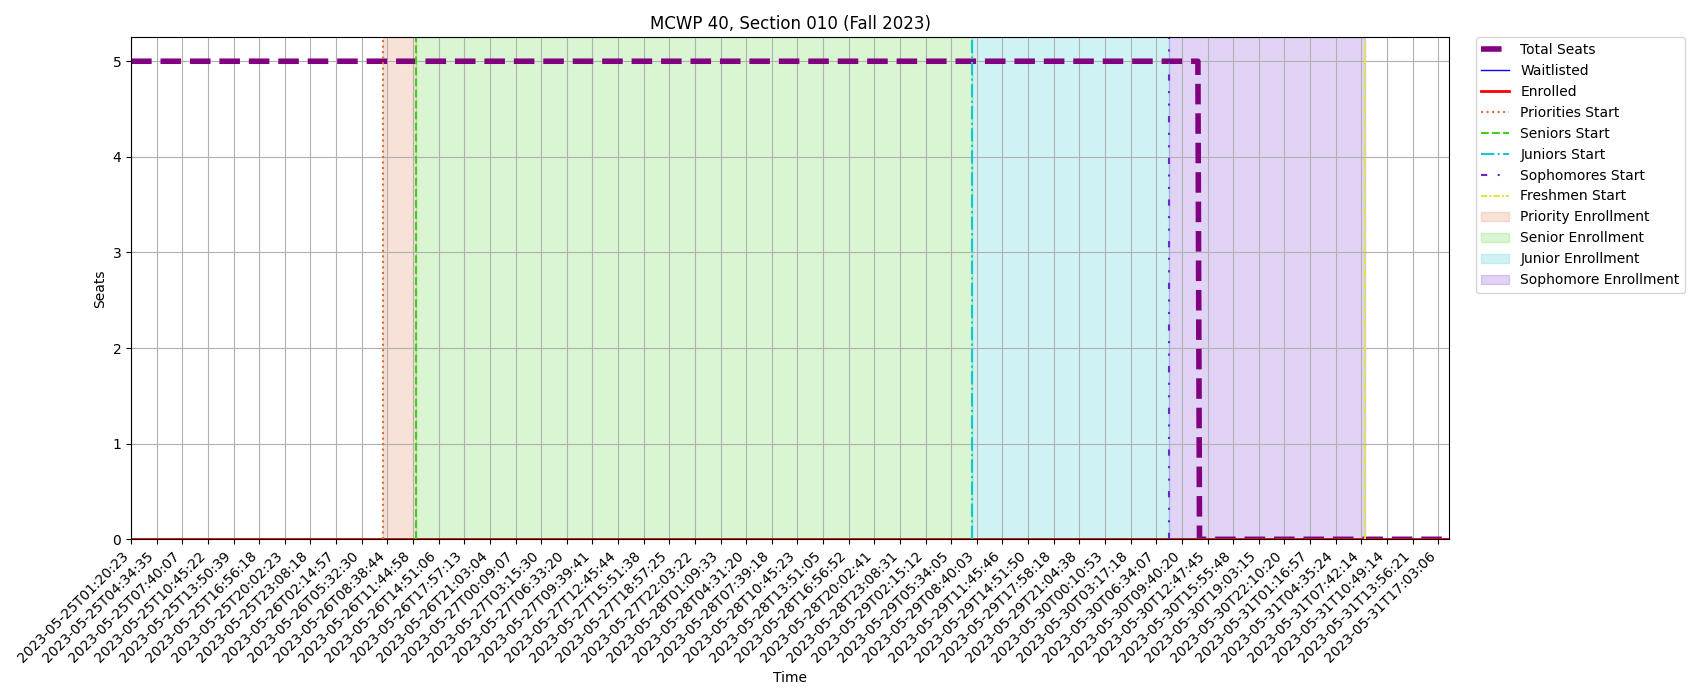 MCWP 40, Section 010 (Fall 2023)
Total Seats
Waitlisted
Enrolled
Priorities Start
Seniors Start
Juniors Start
Sophomores Start
Freshmen Start
Priority Enrollment
Senior Enrollment
Junior Enrollment
Sophomore Enrollment
Seats
5
4
3
2
1
0
2023-05-25T01:20:23
2023-05-25T04:34:35
2023-05-25T07:40:07
2023-05-25T10:45:22
2023-05-25T13:50:39
2023-05-25T16:56:18
2023-05-25T20:02:23
2023-05-25T23:08:18
2023-05-26T02:14:57
2023-05-26T05:32:30
2023-05-26T08:38:44
2023-05-26T11:44:58
2023-05-26T14:51:06
2023-05-26T17:57:13
2023-05-26T21:03:04
2023-05-27T00:09:07
2023-05-27T03:15:30
2023-05-27T06:33:20
2023-05-27T09:39:41
2023-05-27T12:45:44
2023-05-27T15:51:38
2023-05-27T18:57:25
2023-05-27T22:03:22
2023-05-28T01:09:33
2023-05-28T04:31:20
2023-05-28T07:39:18
2023-05-28T10:45:23
2023-05-28T13:51:05
2023-05-28T16:56:52
2023-05-28T20:02:41
2023-05-28T23:08:31
2023-05-29T02:15:12
2023-05-29T05:34:05
2023-05-29T08:40:03
2023-05-29T11:45:46
2023-05-29T14:51:50
2023-05-29T17:58:18
2023-05-29T21:04:38
2023-05-30T00:10:53
2023-05-30T03:17:18
2023-05-30T06:34:07
2023-05-30T09:40:20
2023-05-30T12:47:45
2023-05-30T15:55:48
2023-05-30T19:03:15
2023-05-30T22:10:20
2023-05-31T01:16:57
2023-05-31T04:35:24
2023-05-31T07:42:14
2023-05-31T10:49:14
2023-05-31T13:56:21
2023-05-31T17:03:06
Time